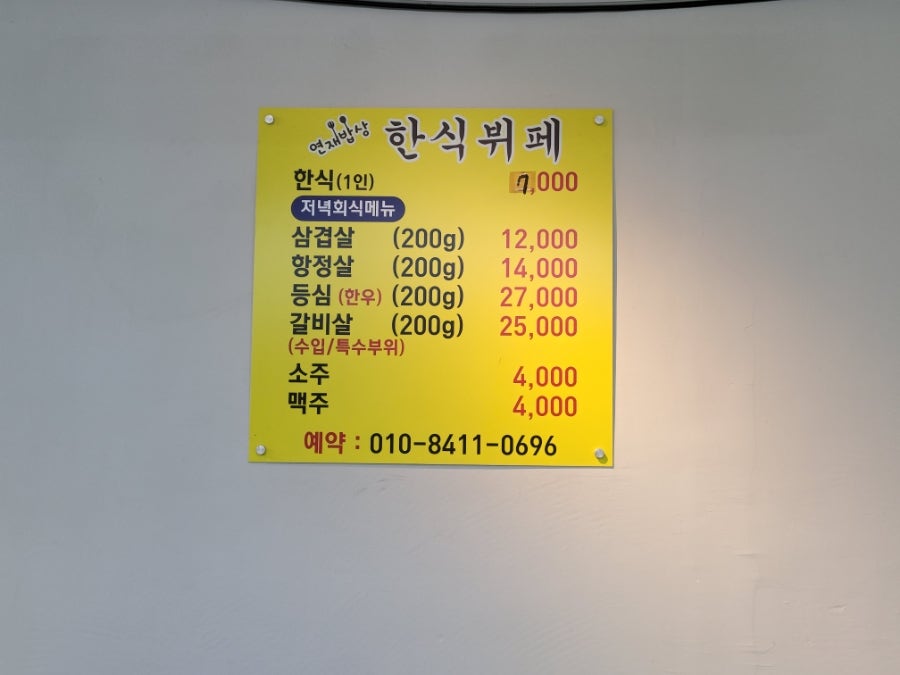 연재밥상 한식뷔페
한식(1인) 7,000
저녁회식메뉴
삼겹살 (200g) 12,000
항정살 (200g) 14,000
등심 (한우) (200g) 27,000
갈비살 (200g) 25,000
(수입/특수부위)
소주 4,000
맥주 4,000
예약 : 010-8411-0696